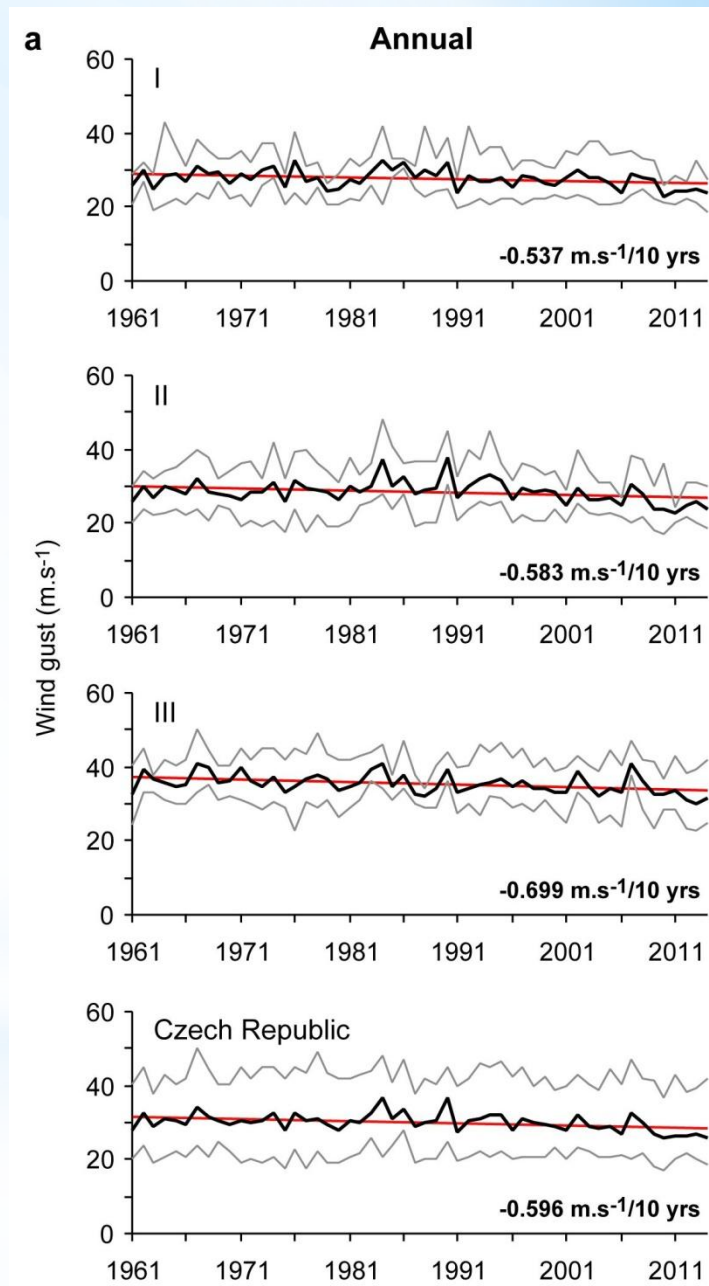 a
Annual
Wind gust (m.s-1)
60
I
40
20
-0.537 m.s-1/10 yrs
0
1961 1971 1981 1991 2001 2011
60
II
40
20
-0.583 m.s-1/10 yrs
0
1961 1971 1981 1991 2001 2011
60
III
40
20
-0.699 m.s-1/10 yrs
0
1961 1971 1981 1991 2001 2011
60
Czech Republic
40
20
-0.596 m.s-1/10 yrs
0
1961 1971 1981 1991 2001 2011